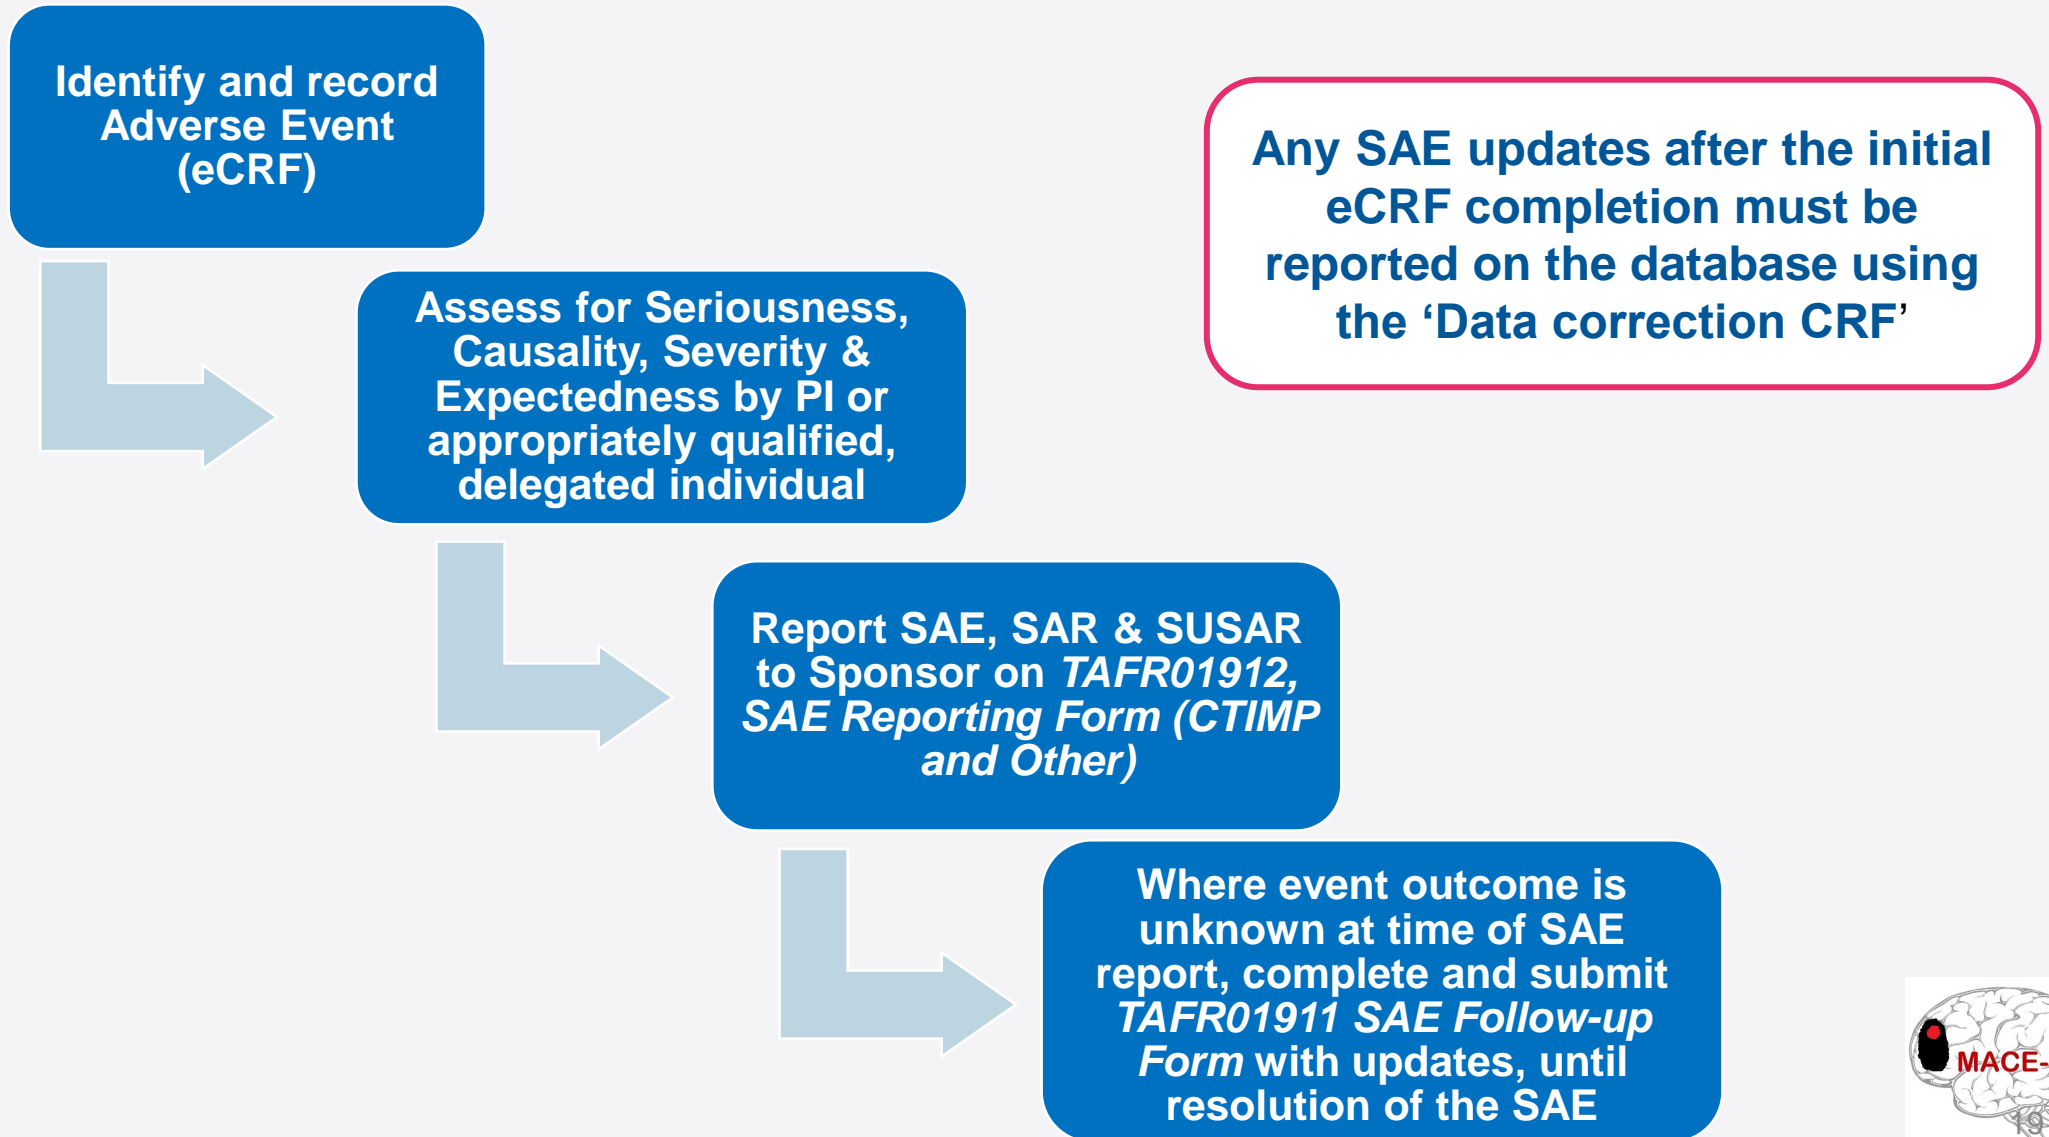 Identify and record
Adverse Event
(eCRF)
Any SAE updates after the initial
eCRF completion must be
reported on the database using
the ‘Data correction CRF’
Assess for Seriousness,
Causality, Severity &
Expectedness by PI or
appropriately qualified,
delegated individual
Report SAE, SAR & SUSAR
to Sponsor on TAFR01912,
SAE Reporting Form (CTIMP
and Other)
Where event outcome is
unknown at time of SAE
report, complete and submit
TAFR01911 SAE Follow-up
Form with updates, until
resolution of the SAE
MACE-
19